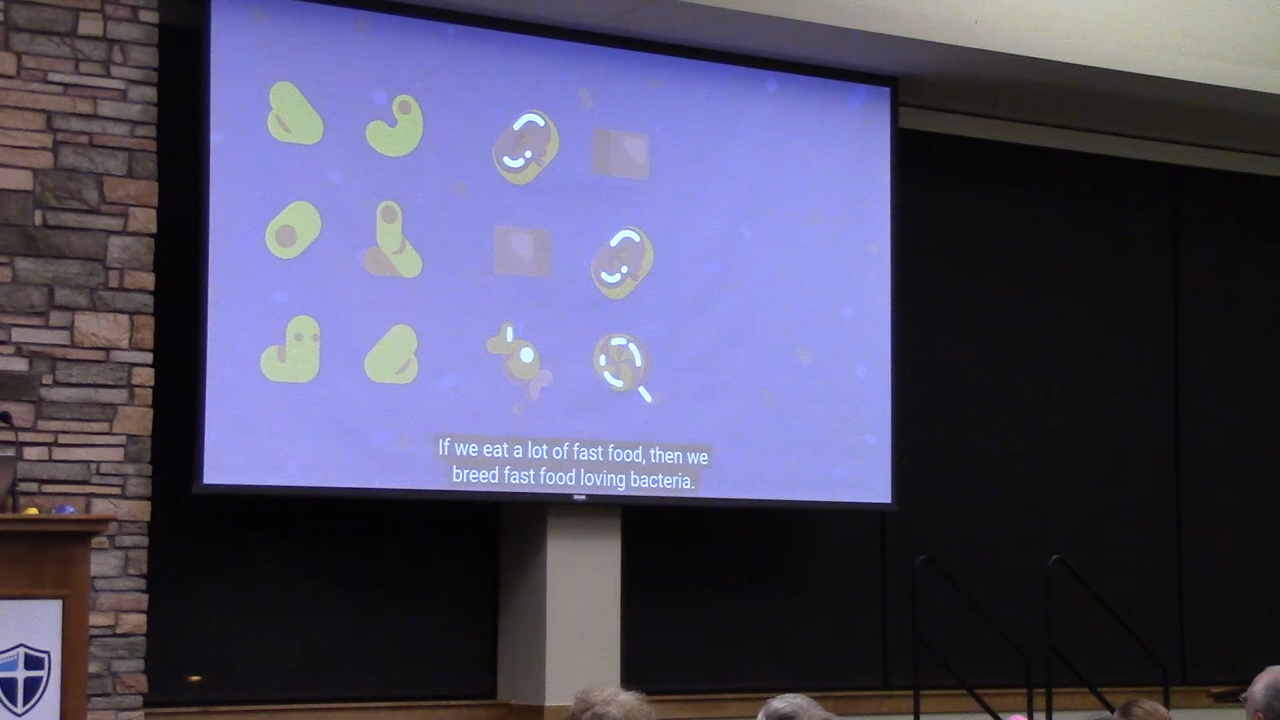 If we eat a lot of fast food, then we
breed fast food loving bacteria.